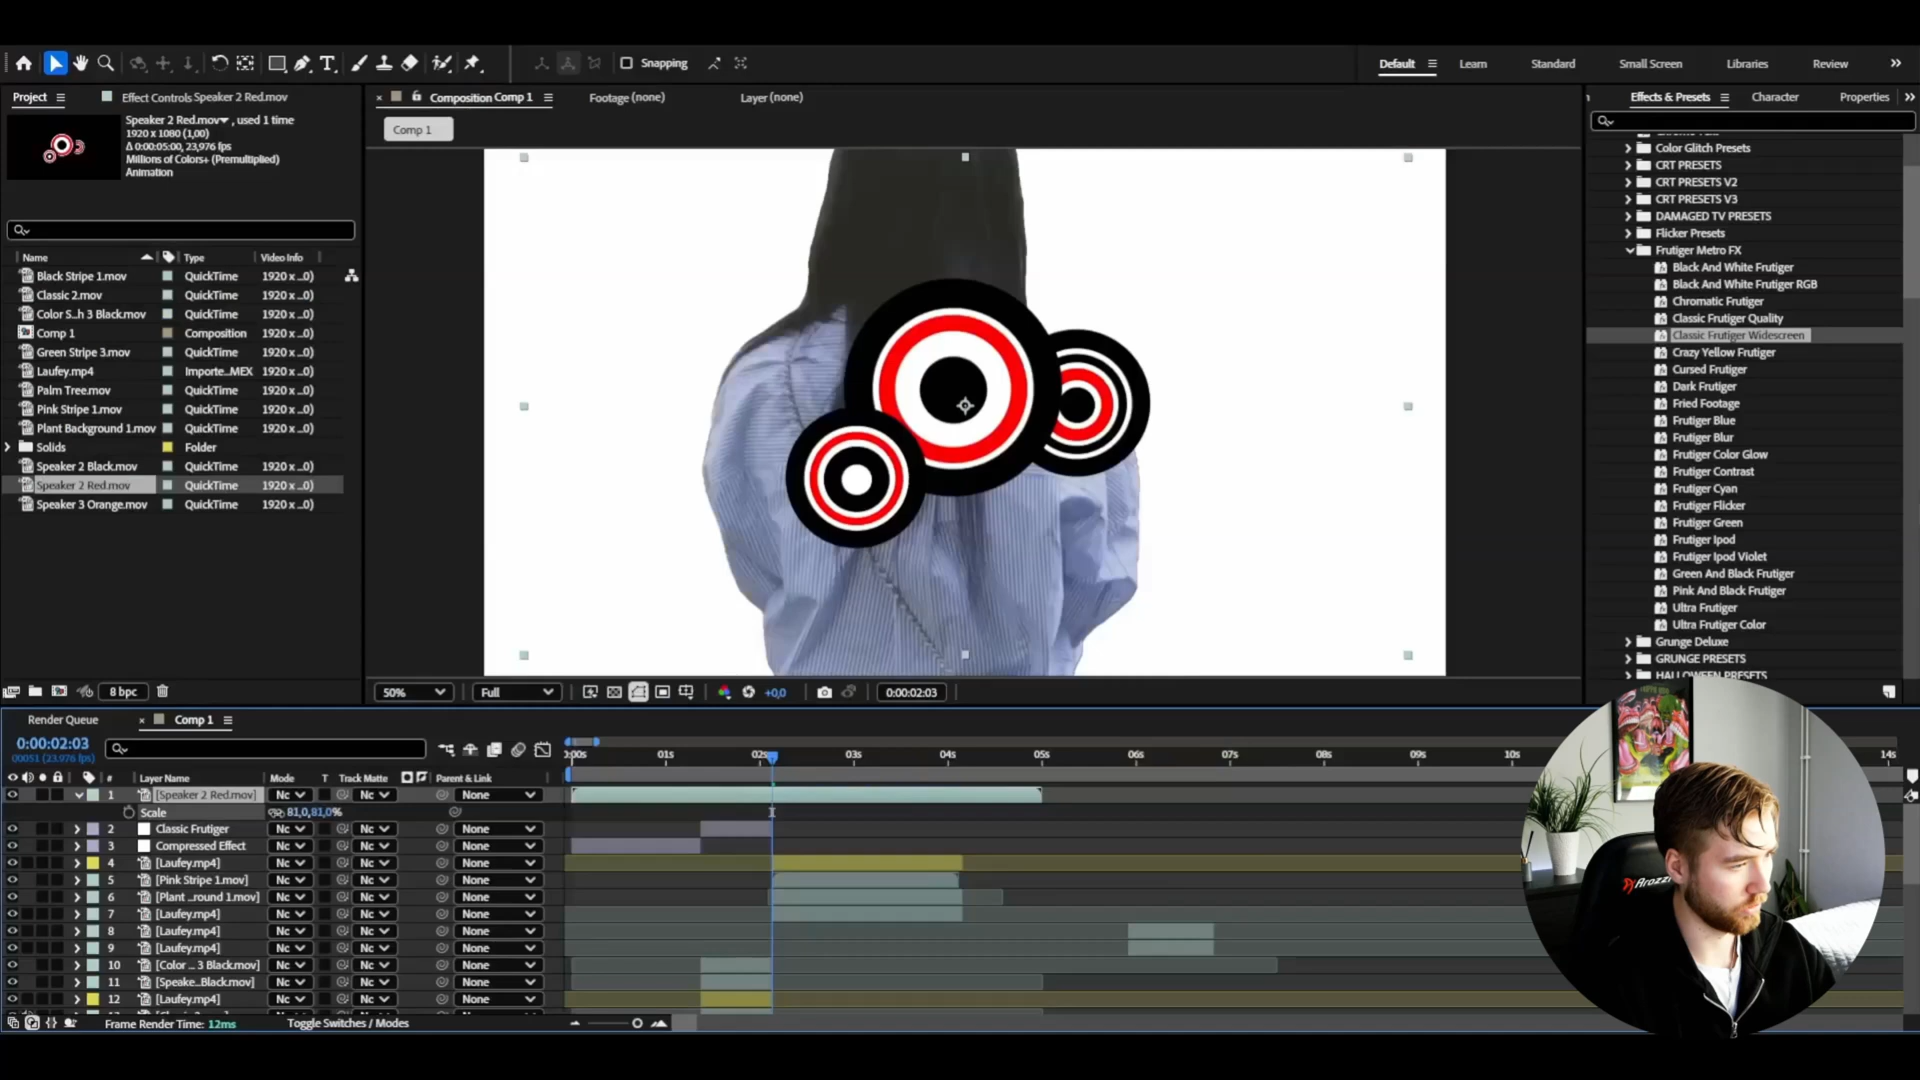 Snapping
Default
Learn
Standard
Small Screen
Libraries
Review
Project
Effect Controls Speaker 2 Red.mov
Composition Comp 1
Footage (none)
Layer (none)
Effects & Presets
Character
Properties
Comp 1
Speaker 2 Red.mov , used 1 time
1920 x 1080 (1,00)
Δ 0:00:05:00, 23,976 fps
Millions of Colors+ (Premultiplied)
Animation
Name Type Video Info
Black Stripe 1.mov QuickTime 1920 x ...0)
Classic 2.mov QuickTime 1920 x ...0)
Color S...h 3 Black.mov QuickTime 1920 x ...0)
Comp 1 Composition
Green Stripe 3.mov QuickTime 1920 x ...0)
Laufey.mp4 Importe...MEX 1920 x ...0)
Palm Tree.mov QuickTime 1920 x ...0)
Pink Stripe 1.mov QuickTime 1920 x ...0)
Plant Background 1.mov QuickTime 1920 x ...0)
Solids Folder
Speaker 2 Black.mov QuickTime 1920 x ...0)
Speaker 2 Red.mov QuickTime 1920 x ...0)
Speaker 3 Orange.mov QuickTime 1920 x ...0)
8 bpc
50%
Full
+0,0
0:00:02:03
Color Glitch Presets
CRT PRESETS
CRT PRESETS V2
CRT PRESETS V3
DAMAGED TV PRESETS
Flicker Presets
Frutiger Metro FX
Black And White Frutiger
Black And White Frutiger RGB
Chromatic Frutiger
Classic Frutiger Quality
Classic Frutiger Widescreen
Crazy Yellow Frutiger
Cursed Frutiger
Dark Frutiger
Fried Footage
Frutiger Blue
Frutiger Blur
Frutiger Color Glow
Frutiger Contrast
Frutiger Cyan
Frutiger Flicker
Frutiger Green
Frutiger Ipod
Frutiger Ipod Violet
Green And Black Frutiger
Pink And Black Frutiger
Ultra Frutiger
Ultra Frutiger Color
Grunge Deluxe
GRUNGE PRESETS
HALLOWEEN PRESETS
Render Queue
Comp 1
0:00:02:03
00051 (23.976 fps)
:00s 01s 02s 03s 04s 05s 06s 07s 08s 09s 10s 14s
# Layer Name Mode T Track Matte Parent & Link
1 [Speaker 2 Red.mov] Nc Nc None
Scale 81,0,81,0%
2 Classic Frutiger Nc Nc None
3 Compressed Effect Nc Nc None
4 [Laufey.mp4] Nc Nc None
5 [Pink Stripe 1.mov] Nc Nc None
6 [Plant ...round 1.mov] Nc Nc None
7 [Laufey.mp4] Nc Nc None
8 [Laufey.mp4] Nc Nc None
9 [Laufey.mp4] Nc Nc None
10 [Color ... 3 Black.mov] Nc Nc None
11 [Speake...Black.mov] Nc Nc None
12 [Laufey.mp4] Nc Nc None
Frame Render Time: 12ms
Toggle Switches / Modes
Arozzi